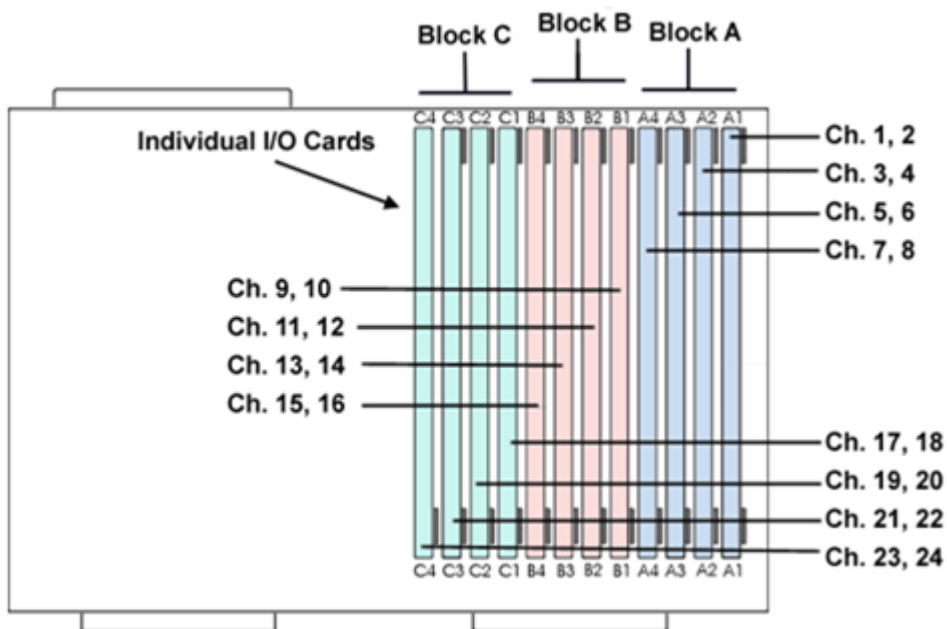 Block C Block B Block A
C4 C3 C2 C1 B4 B3 B2 B1 A4 A3 A2 A1
Individual I/O Cards
Ch. 1, 2
Ch. 3, 4
Ch. 5, 6
Ch. 7, 8
Ch. 9, 10
Ch. 11, 12
Ch. 13, 14
Ch. 15, 16
Ch. 17, 18
Ch. 19, 20
Ch. 21, 22
Ch. 23, 24
C4 C3 C2 C1 B4 B3 B2 B1 A4 A3 A2 A1